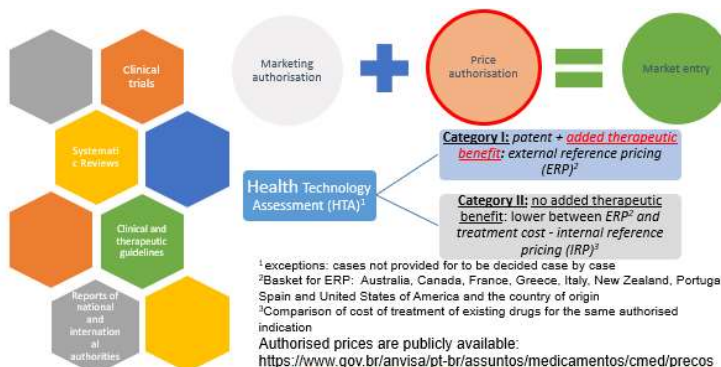 Clinical
trials
Systemati
c Reviews
Clinical and
therapeutic
guidelines
Reports of
national and
internation
al
authorities
Marketing
authorisation
Price
authorisation
Market entry
Health Technology
Assessment (HTA)1
Category I: patent + added therapeutic
benefit: external reference pricing
(ERP)2
Category II: no added therapeutic
benefit: lower between ERP2 and
treatment cost - internal reference
pricing (IRP)3
1 exceptions: cases not provided for to be decided case by case
2Basket for ERP: Australia, Canada, France, Greece, Italy, New Zealand, Portuga
Spain and United States of America and the country of origin
3Comparison of cost of treatment of existing drugs for the same authorised
indication
Authorised prices are publicly available:
https://www.gov.br/anvisa/pt-br/assuntos/medicamentos/cmed/precos